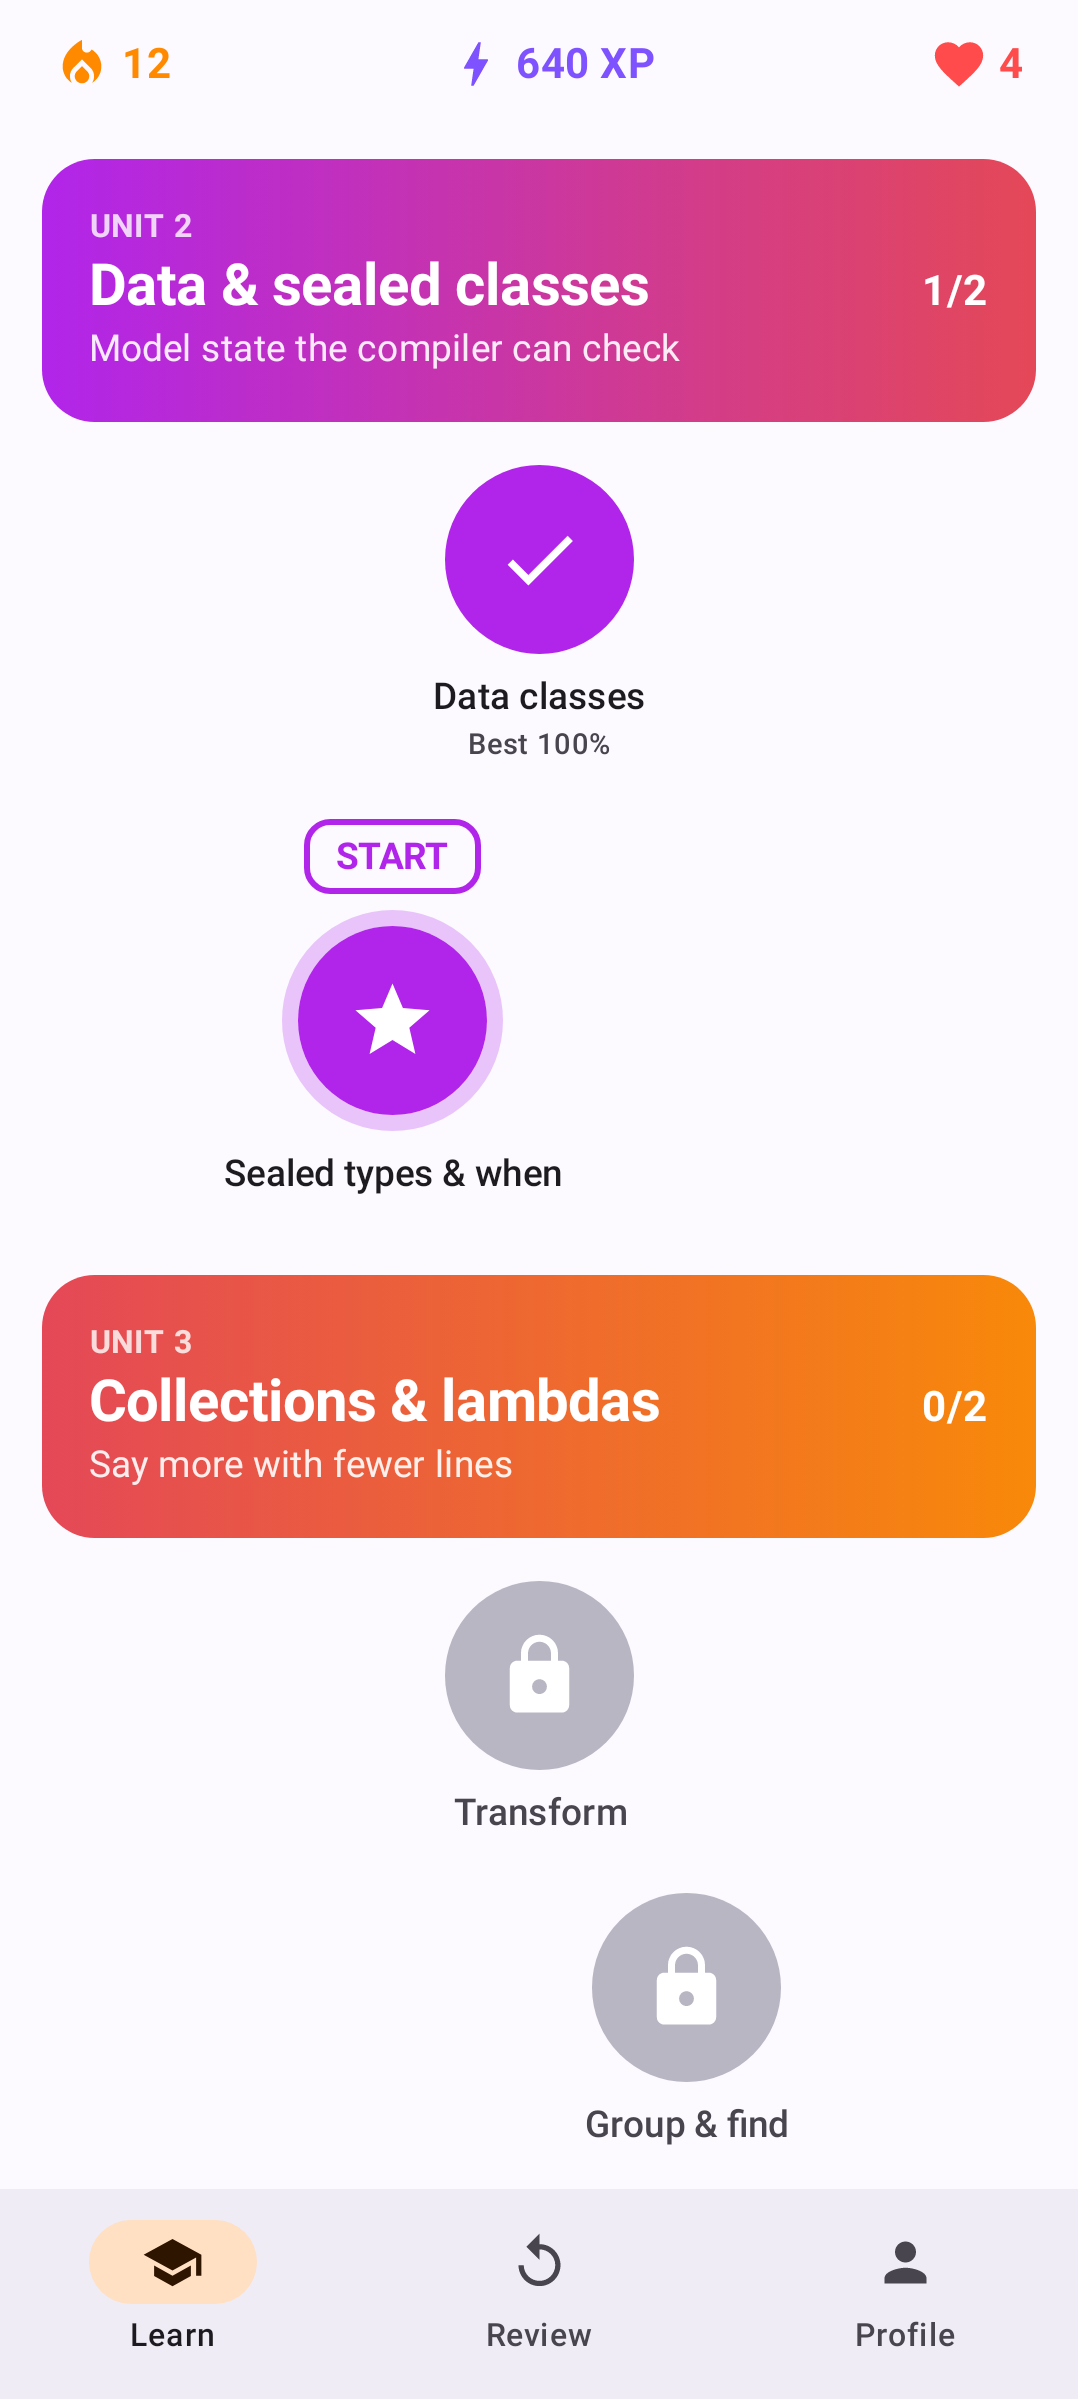 12
640 XP
4
UNIT 2
Data & sealed classes
1/2
Model state the compiler can check
Data classes
Best 100%
START
Sealed types & when
UNIT 3
Collections & lambdas
0/2
Say more with fewer lines
Transform
Group & find
Learn
Review
Profile